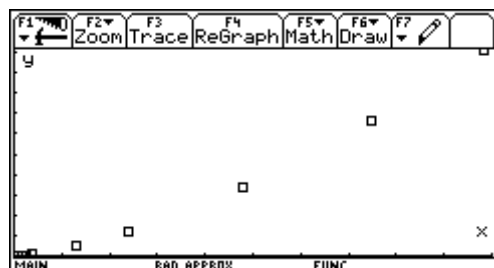 F1 F2 F3 F4 F5 F6 F7
Zoom Trace ReGraph Math Draw
y
x
MAIN RAD APPROX FUNC